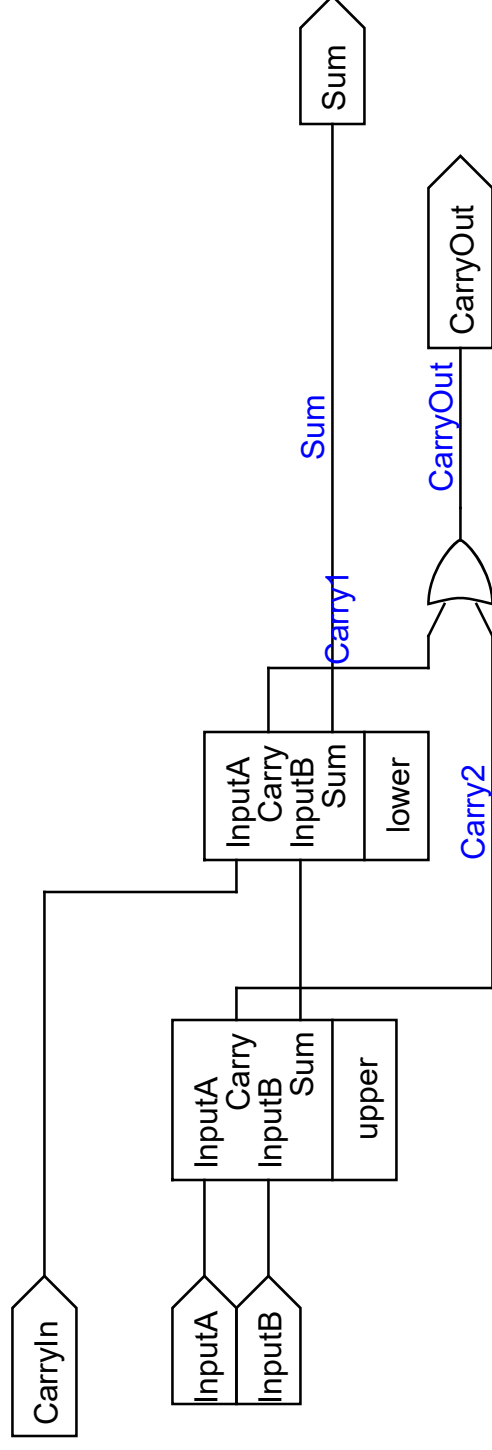 CarryIn
InputA
InputB
InputA
Carry
InputB
Sum
upper
InputA
Carry
InputB
Sum
lower
Carry1
Carry2
Sum
CarryOut
Sum
CarryOut